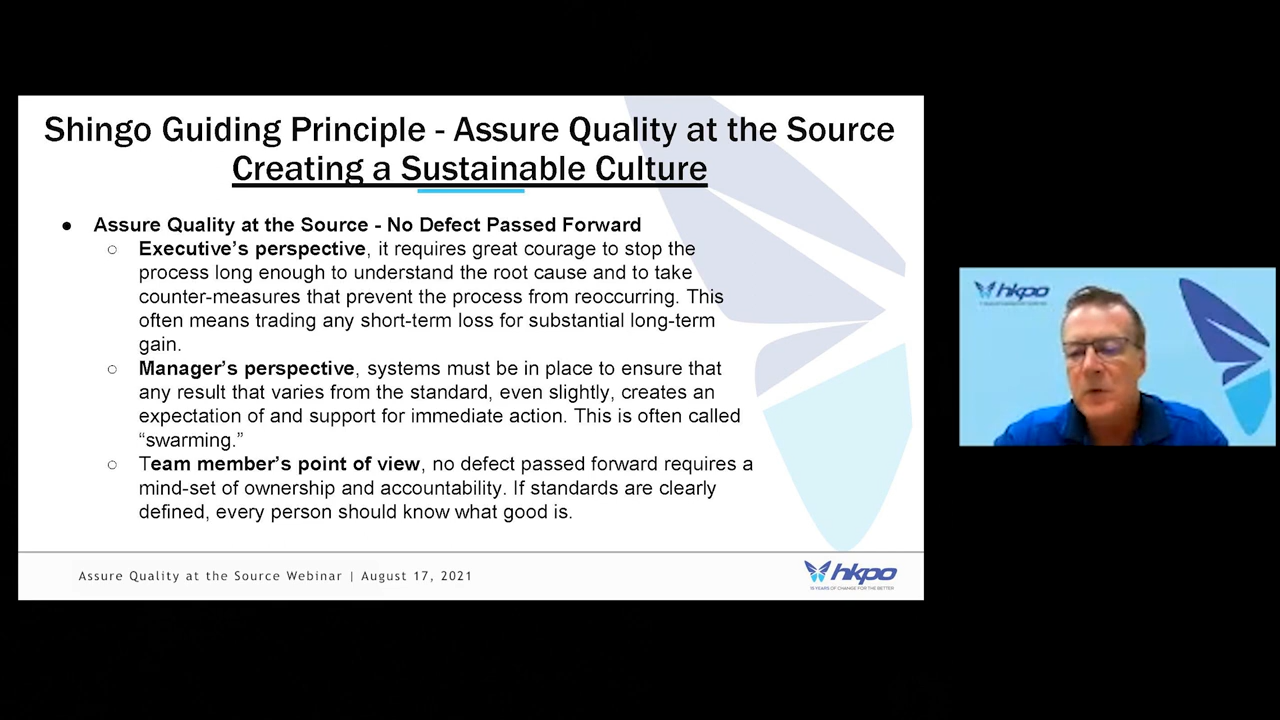 Shingo Guiding Principle - Assure Quality at the Source
Creating a Sustainable Culture
● Assure Quality at the Source - No Defect Passed Forward
○ Executive's perspective, it requires great courage to stop the
process long enough to understand the root cause and to take
counter-measures that prevent the process from reoccurring. This
often means trading any short-term loss for substantial long-term
gain.
○ Manager's perspective, systems must be in place to ensure that
any result that varies from the standard, even slightly, creates an
expectation of and support for immediate action. This is often called
“swarming.”
○ Team member's point of view, no defect passed forward requires a
mind-set of ownership and accountability. If standards are clearly
defined, every person should know what good is.
Assure Quality at the Source Webinar | August 17, 2021
hkpo
YEARS OF CHANGE FOR THE BETTER
hkpo